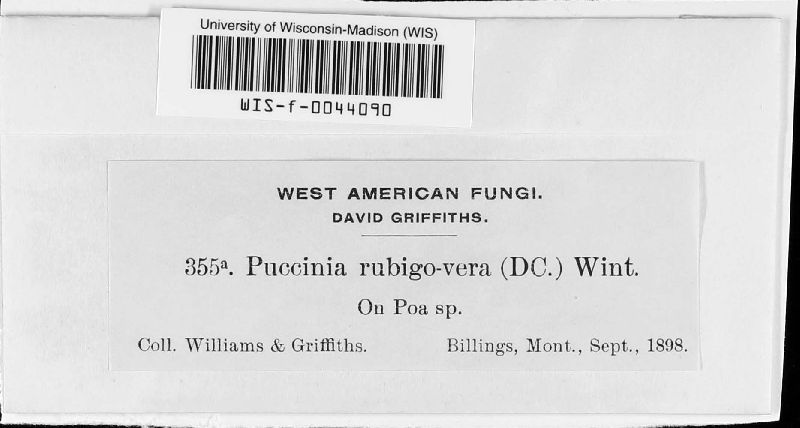 University of Wisconsin-Madison (WIS)
WIS-f-0044090
WEST AMERICAN FUNGI.
DAVID GRIFFITHS.
355ᵃ. Puccinia rubigo-vera (DC.) Wint.
On Poa sp.
Coll. Williams & Griffiths. Billings, Mont., Sept., 1898.